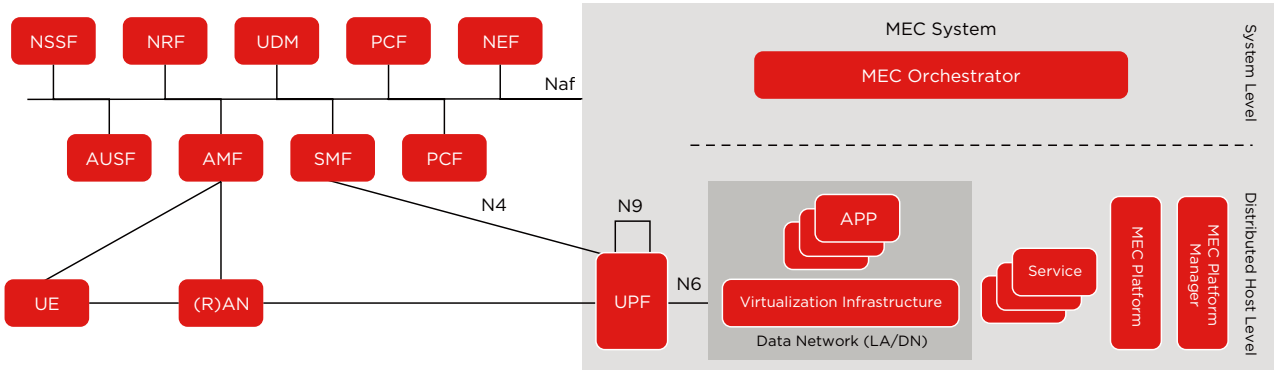 NSSF
NRF
UDM
PCF
NEF
Naf
AUSF
AMF
SMF
PCF
N4
UE
(R)AN
MEC System
MEC Orchestrator
System Level
N9
UPF
N6
APP
Virtualization Infrastructure
Data Network (LA/DN)
Service
MEC Platform
MEC Platform
Manager
Distributed Host Level